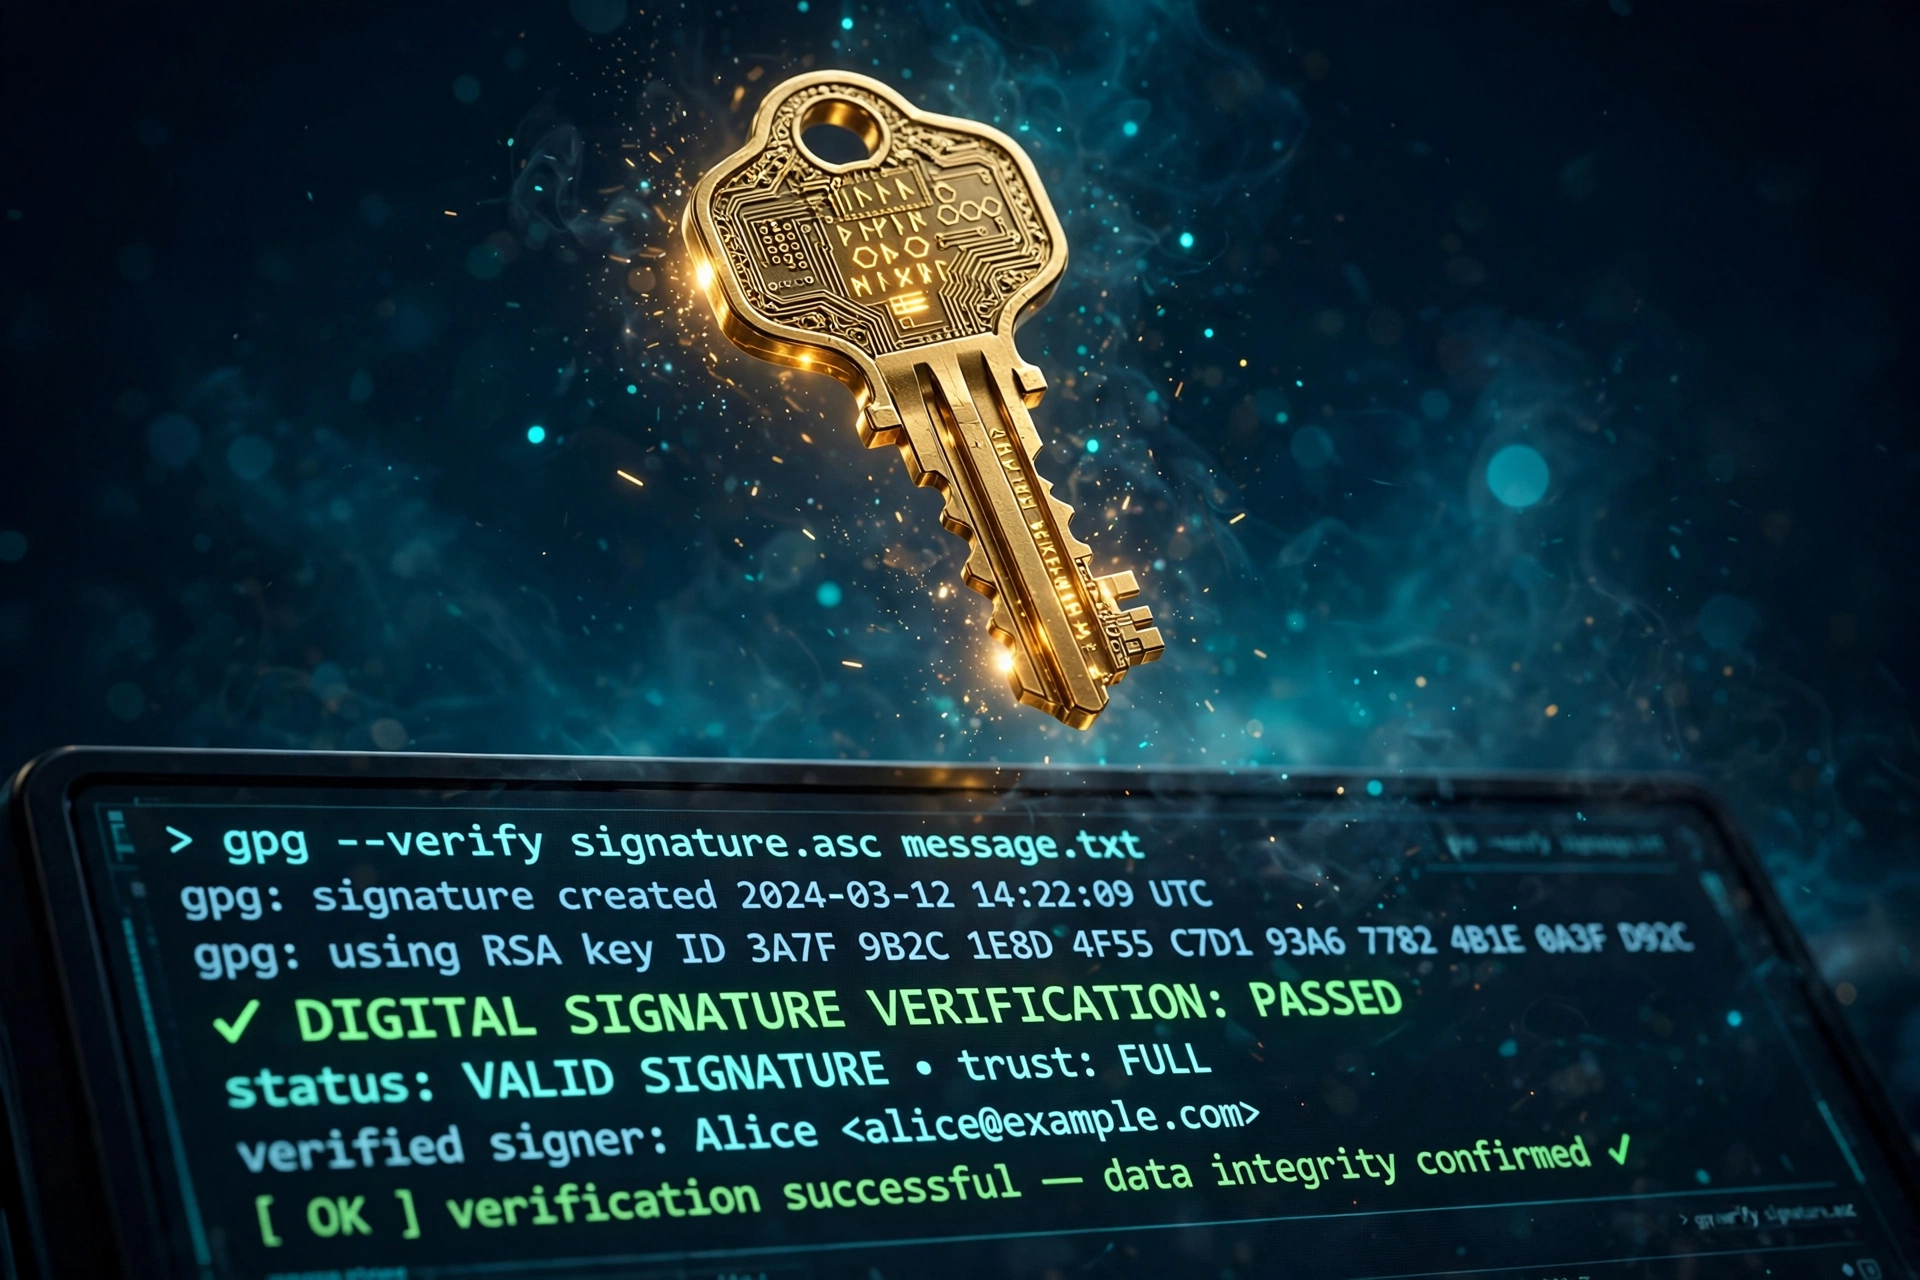 > gpg --verify signature.asc message.txt
gpg: signature created 2024-03-12 14:22:09 UTC
gpg: using RSA key ID 3A7F 9B2C 1E8D 4F55 C7D1 93A6 7782 4B1E 0A3F D92C
✓ DIGITAL SIGNATURE VERIFICATION: PASSED
status: VALID SIGNATURE • trust: FULL
verified signer: Alice <alice@example.com>
[ OK ] verification successful — data integrity confirmed ✓